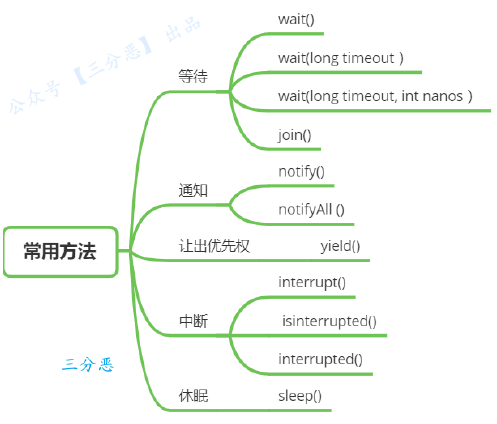 公众号 【三分恶】 出品
常用方法
等待
wait()
wait(long timeout )
wait(long timeout, int nanos )
join()
通知
notify()
notifyAll ()
让出优先权
yield()
中断
interrupt()
isinterrupted()
interrupted()
休眠
sleep()
三分恶